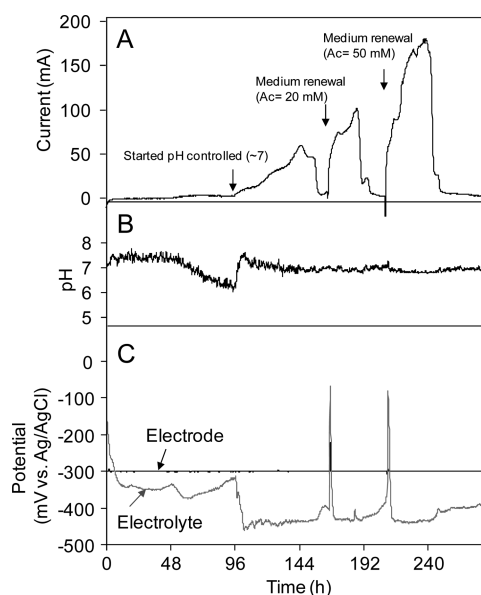 A
200
150
100
50
0
Current (mA)
Medium renewal
(Ac= 50 mM)
Medium renewal
(Ac= 20 mM)
Started pH controlled (~7)
B
8
7
6
5
pH
C
0
-100
-200
-300
-400
-500
Potential
(mV vs. Ag/AgCl)
Electrode
Electrolyte
0 48 96 144 192 240
Time (h)